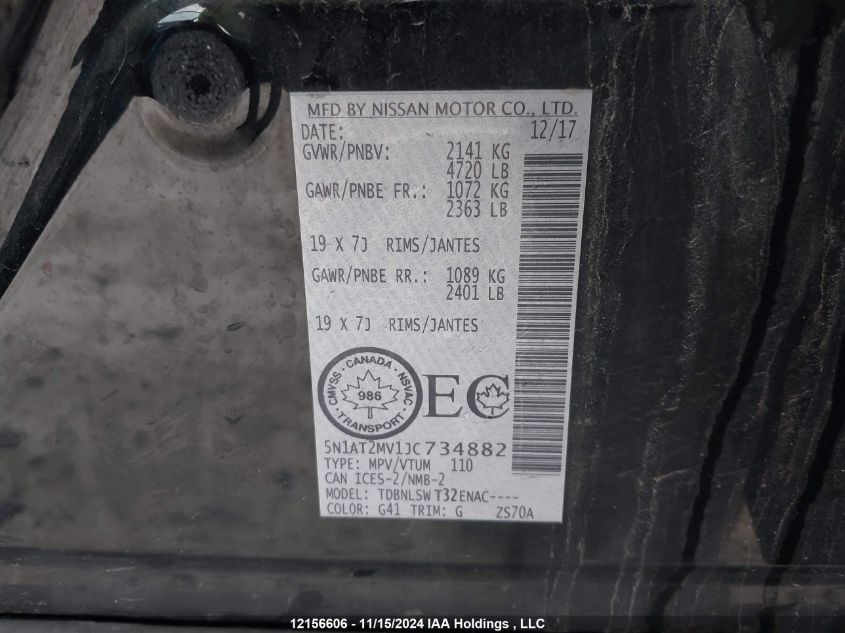 MFD BY NISSAN MOTOR CO., LTD.
DATE: 12/17
GVWR/PNBV: 2141 KG
4720 LB
GAWR/PNBE FR.: 1072 KG
2363 LB
19 X 7J RIMS/JANTES
GAWR/PNBE RR.: 1089 KG
2401 LB
19 X 7J RIMS/JANTES
CMVSS - CANADA - NSVAC
986
TRANSPORT
EC
5N1AT2MV1JC734882
TYPE: MPV/VTUM 110
CAN ICES-2/NMB-2
MODEL: TDBNLSW T32ENAC----
COLOR: G41 TRIM: G ZS70A
12156606 - 11/15/2024 IAA Holdings , LLC